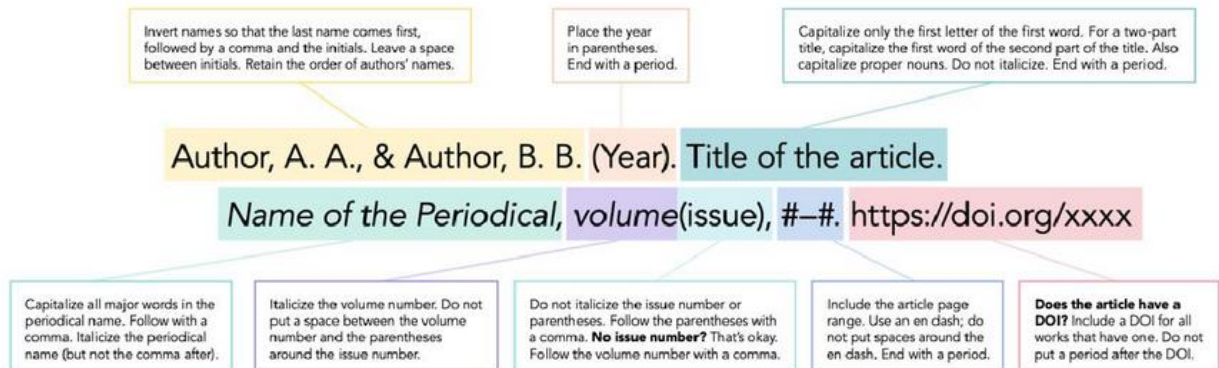 Invert names so that the last name comes first,
followed by a comma and the initials. Leave a space
between initials. Retain the order of authors' names.
Place the year
in parentheses.
End with a period.
Capitalize only the first letter of the first word. For a two-part
title, capitalize the first word of the second part of the title. Also
capitalize proper nouns. Do not italicize. End with a period.
Author, A. A., & Author, B. B. (Year). Title of the article.
Name of the Periodical, volume(issue), #–#. https://doi.org/xxxx
Capitalize all major words in the
periodical name. Follow with a
comma. Italicize the periodical
name (but not the comma after).
Italicize the volume number. Do not
put a space between the volume
number and the parentheses
around the issue number.
Do not italicize the issue number or
parentheses. Follow the parentheses with
a comma. No issue number? That's okay.
Follow the volume number with a comma.
Include the article page
range. Use an en dash; do
not put spaces around the
en dash. End with a period.
Does the article have a
DOI? Include a DOI for all
works that have one. Do not
put a period after the DOI.